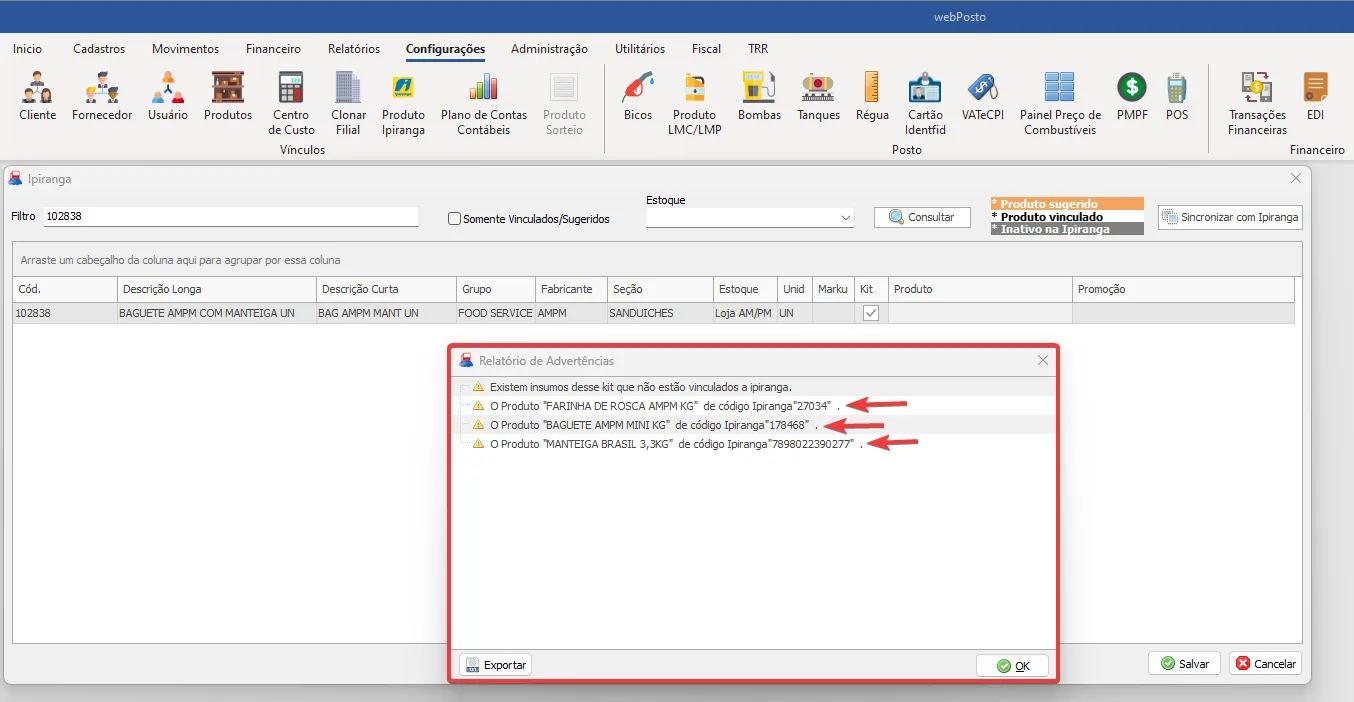 webPosto
Inicio Cadastros Movimentos Financeiro Relatórios Configurações Administração Utilitários Fiscal TRR
Cliente Fornecedor Usuário Produtos Centro de Custo Clonar Filial Produto Ipiranga Plano de Contas Contábeis Produto Sorteio Bicos Produto LMC/LMP Bombas Tanques Régua Cartão Identfid VATeCPI Painel Preço de Combustíveis PMPF POS Transações Financeiras EDI
Vínculos Posto Financeiro
Ipiranga
Filtro 102838 Somente Vinculados/Sugeridos Estoque Consultar
* Produto sugerido
* Produto vinculado
* Inativo na Ipiranga
Sincronizar com Ipiranga
Arraste um cabeçalho da coluna aqui para agrupar por essa coluna
Cód. Descrição Longa Descrição Curta Grupo Fabricante Seção Estoque Unid Marku Kit Produto Promoção
102838 BAGUETE AMPM COM MANTEIGA UN BAG AMPM MANT UN FOOD SERVICE AMPM SANDUICHES Loja AM/PM UN
Relatório de Advertências
Existem insumos desse kit que não estão vinculados a ipiranga.
O Produto "FARINHA DE ROSCA AMPM KG" de código Ipiranga"27034" .
O Produto "BAGUETE AMPM MINI KG" de código Ipiranga"178468" .
O Produto "MANTEIGA BRASIL 3,3KG" de código Ipiranga"7898022390277" .
Exportar OK
Salvar Cancelar